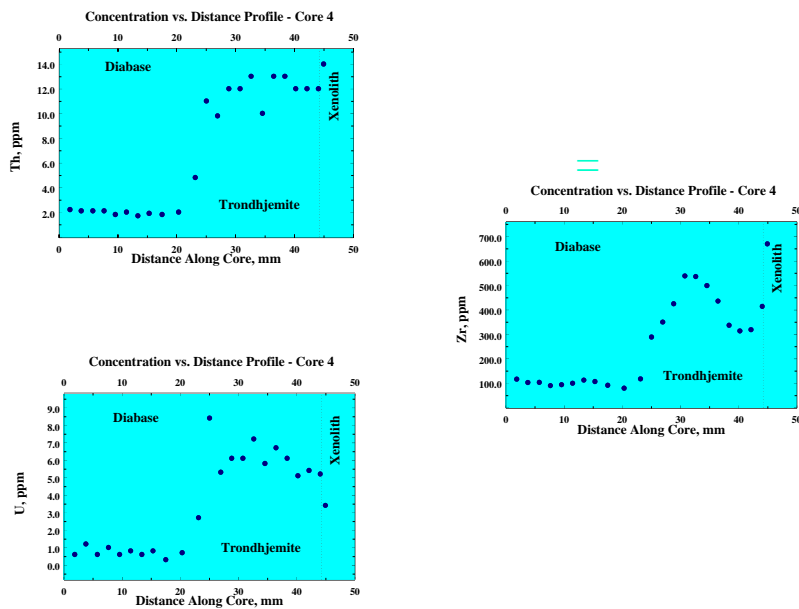 Concentration vs. Distance Profile - Core 4
0 10 20 30 40 50
14.0
12.0
10.0
8.0
6.0
4.0
2.0
Th, ppm
Diabase
Xenolith
Trondhjemite
0 10 20 30 40 50
Distance Along Core, mm
Concentration vs. Distance Profile - Core 4
0 10 20 30 40 50
700.0
600.0
500.0
400.0
300.0
200.0
100.0
Zr, ppm
Diabase
Xenolith
Trondhjemite
0 10 20 30 40 50
Distance Along Core, mm
Concentration vs. Distance Profile - Core 4
0 10 20 30 40 50
9.0
8.0
7.0
6.0
5.0
4.0
3.0
2.0
1.0
0.0
U, ppm
Diabase
Xenolith
Trondhjemite
0 10 20 30 40 50
Distance Along Core, mm